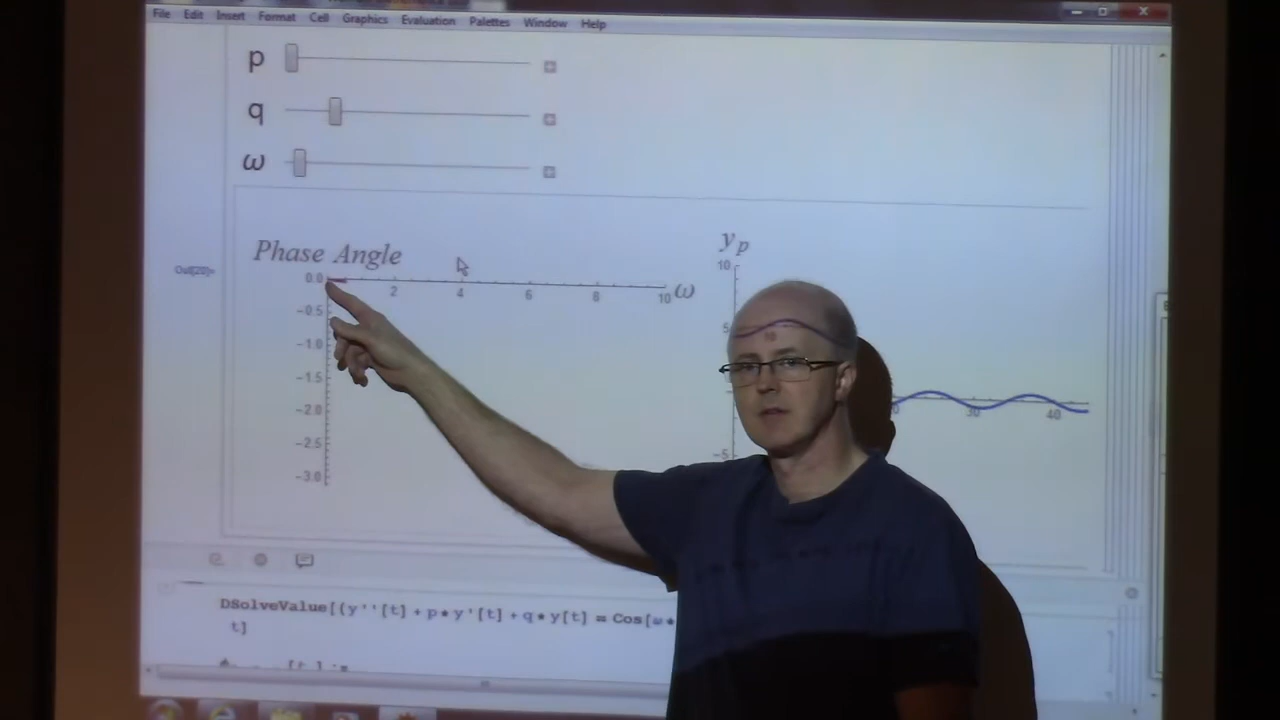 File Edit Insert Format Cell Graphics Evaluation Palettes Window Help
p
q
ω
Phase Angle
y p
Out[20]=
0.0
2 4 6 8 10 ω
-0.5
-1.0
-1.5
-2.0
-2.5
-3.0
10
5
-5
30 40
DSolveValue[(y''[t] + p * y'[t] + q * y[t] = Cos[ω *
t]